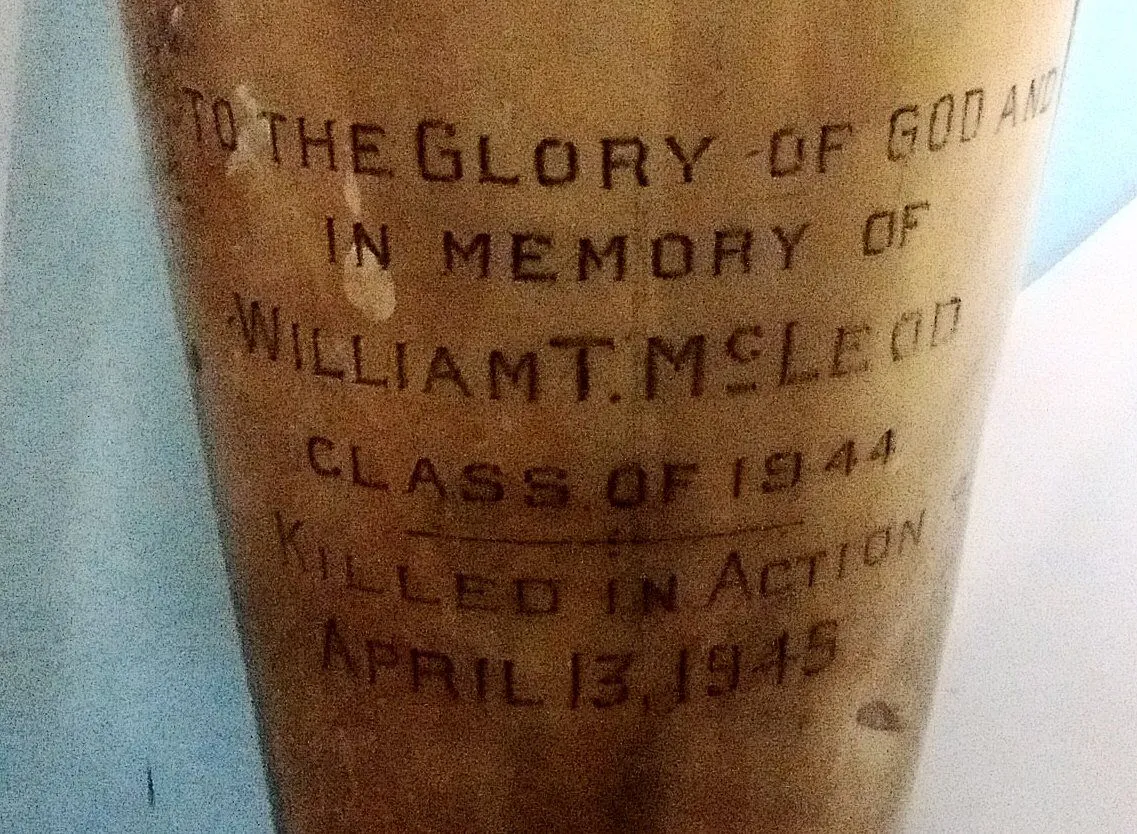 TO THE GLORY OF GOD AND
IN MEMORY OF
WILLIAM T. McLEOD
CLASS OF 1944
KILLED IN ACTION
APRIL 13, 1945